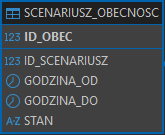 SCENARIUSZ_OBECNOSC
123 ID_OBEC
123 ID_SCENARIUSZ
GODZINA_OD
GODZINA_DO
A-Z STAN